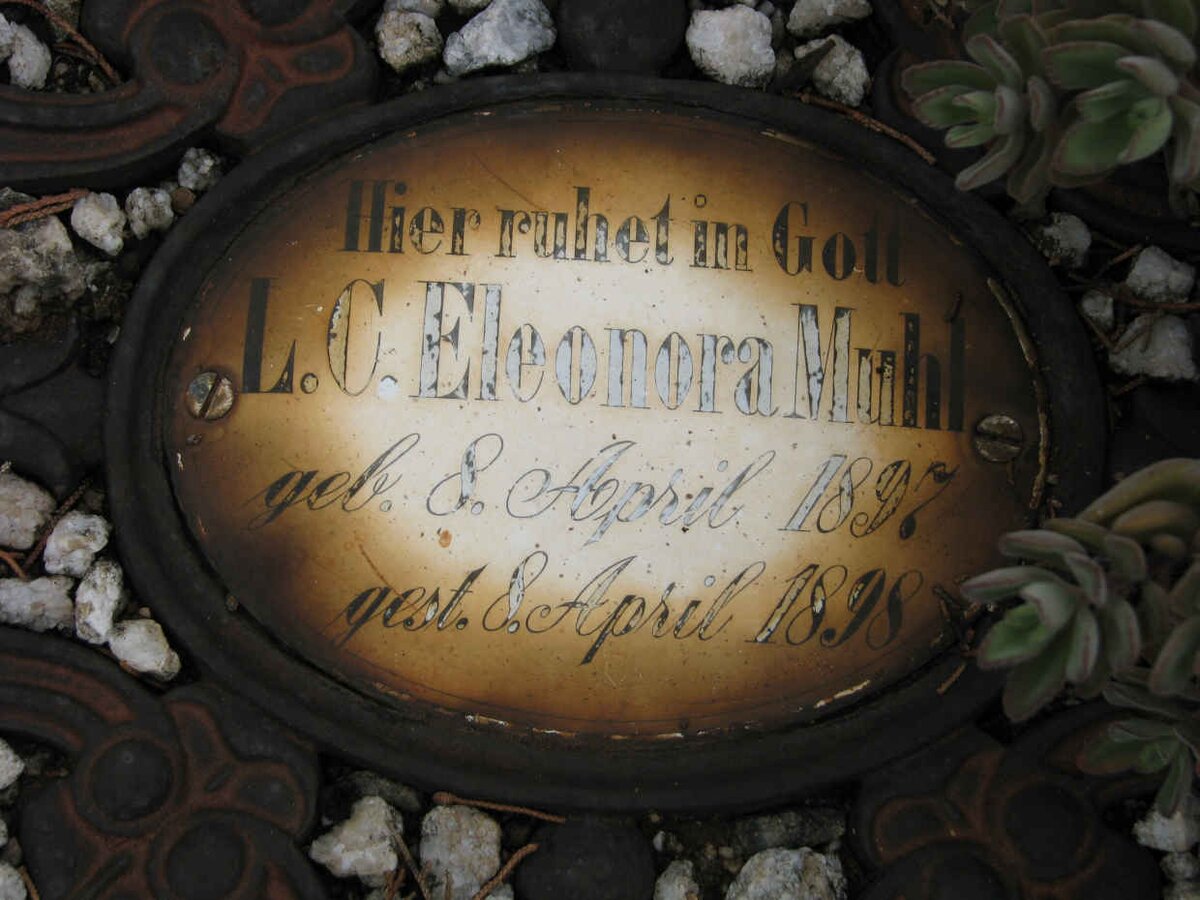 Hier ruhet in Gott
L. C. Eleonora Muhl
geb. 8. April 1897
gest. 8. April 1898